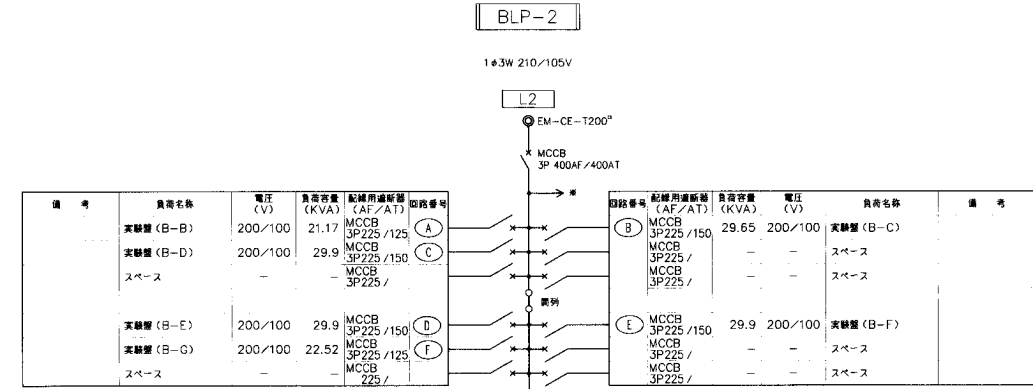 BLP-2
1φ3W 210/105V
L2
EM-CE-T200□
MCCB
3P 400AF/400AT
※
備 考 負荷名称 電圧(V) 負荷容量(KVA) 配線用遮断器(AF/AT) 回路番号
実験盤(B-B) 200/100 21.17 MCCB 3P225/125 A
実験盤(B-D) 200/100 29.9 MCCB 3P225/150 C
スペース - - MCCB 3P225/
実験盤(B-E) 200/100 29.9 MCCB 3P225/150 D
実験盤(B-G) 200/100 22.52 MCCB 3P225/125 F
スペース - - MCCB 225/
回路番号 配線用遮断器(AF/AT) 負荷容量(KVA) 電圧(V) 負荷名称 備 考
B MCCB 3P225/150 29.65 200/100 実験盤(B-C)
MCCB 3P225/ - - スペース
MCCB 3P225/ - - スペース
E MCCB 3P225/150 29.9 200/100 実験盤(B-F)
MCCB 3P225/ - - スペース
MCCB 3P225/ - - スペース